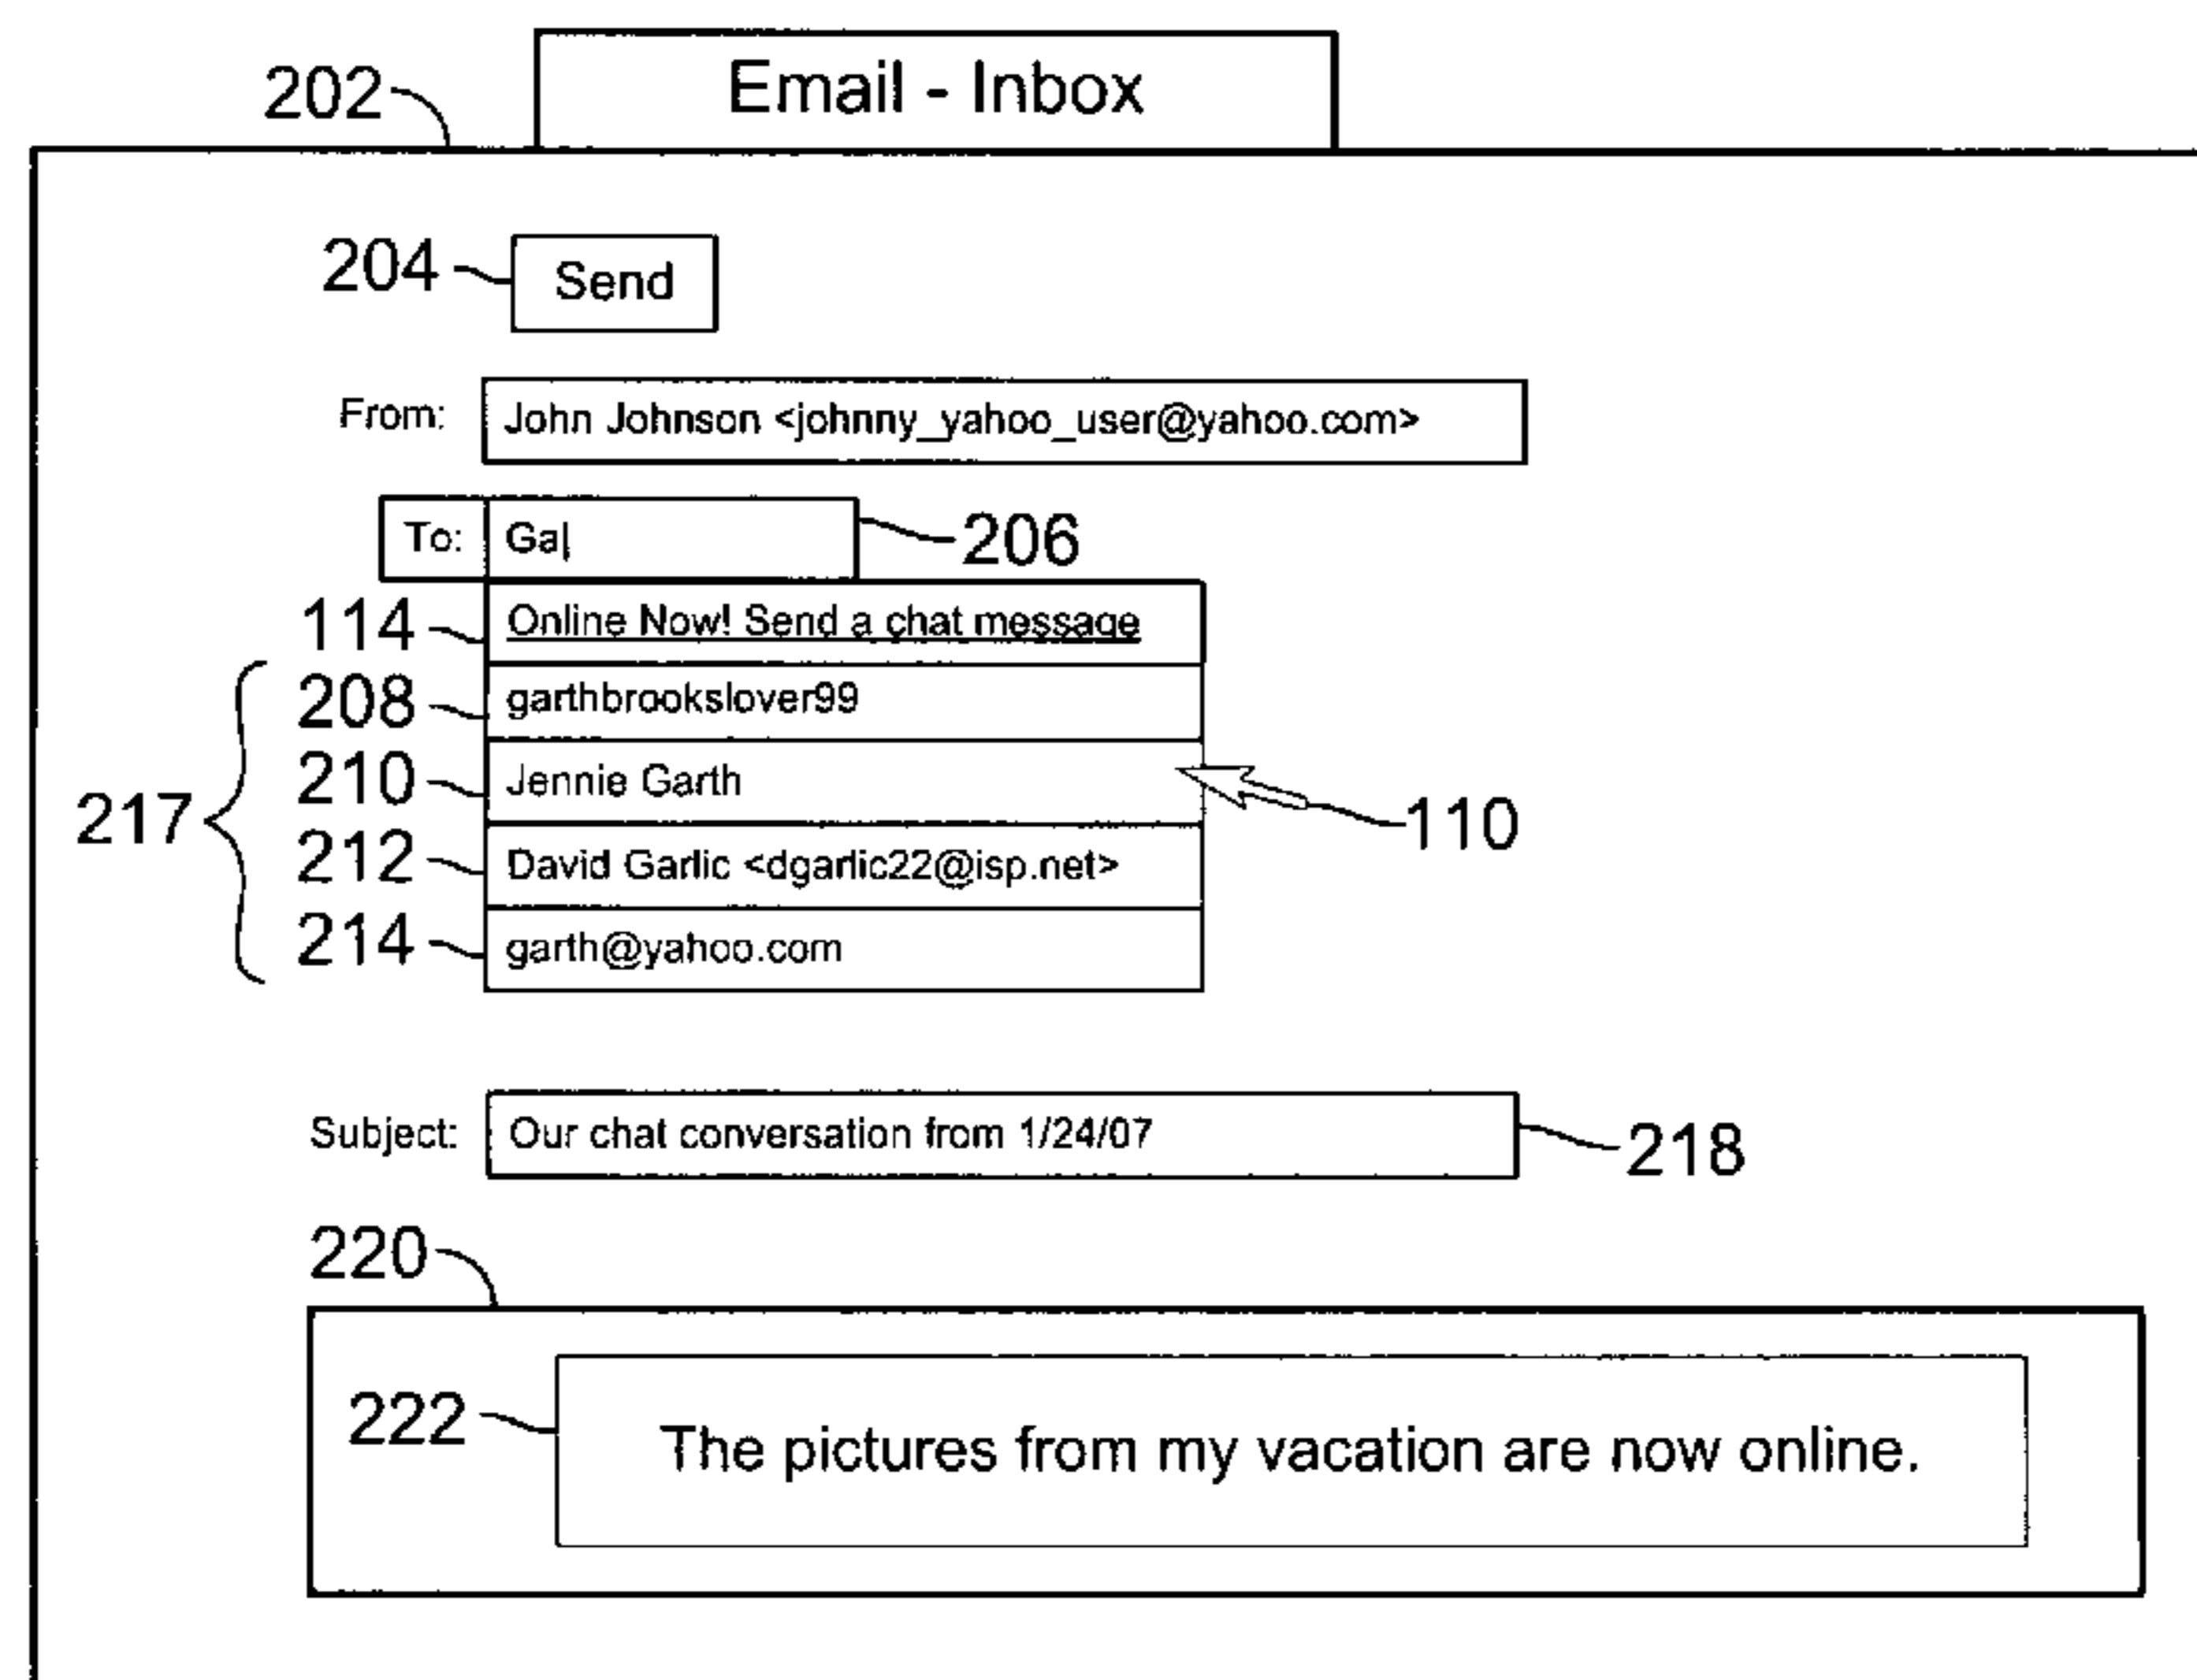 Email - Inbox
202
204 Send
From: John Johnson <johnny_yahoo_user@yahoo.com>
To: Gal 206
114 Online Now! Send a chat message
208 garthbrookslover99
210 Jennie Garth
217
110
212 David Garlic <dgarlic22@isp.net>
214 garth@yahoo.com
Subject: Our chat conversation from 1/24/07 218
220
222 The pictures from my vacation are now online.